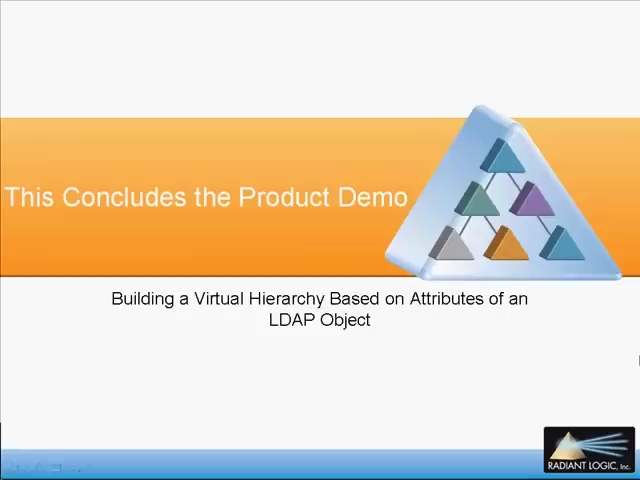 This Concludes the Product Demo
Building a Virtual Hierarchy Based on Attributes of an
LDAP Object
RADIANT LOGIC, Inc.